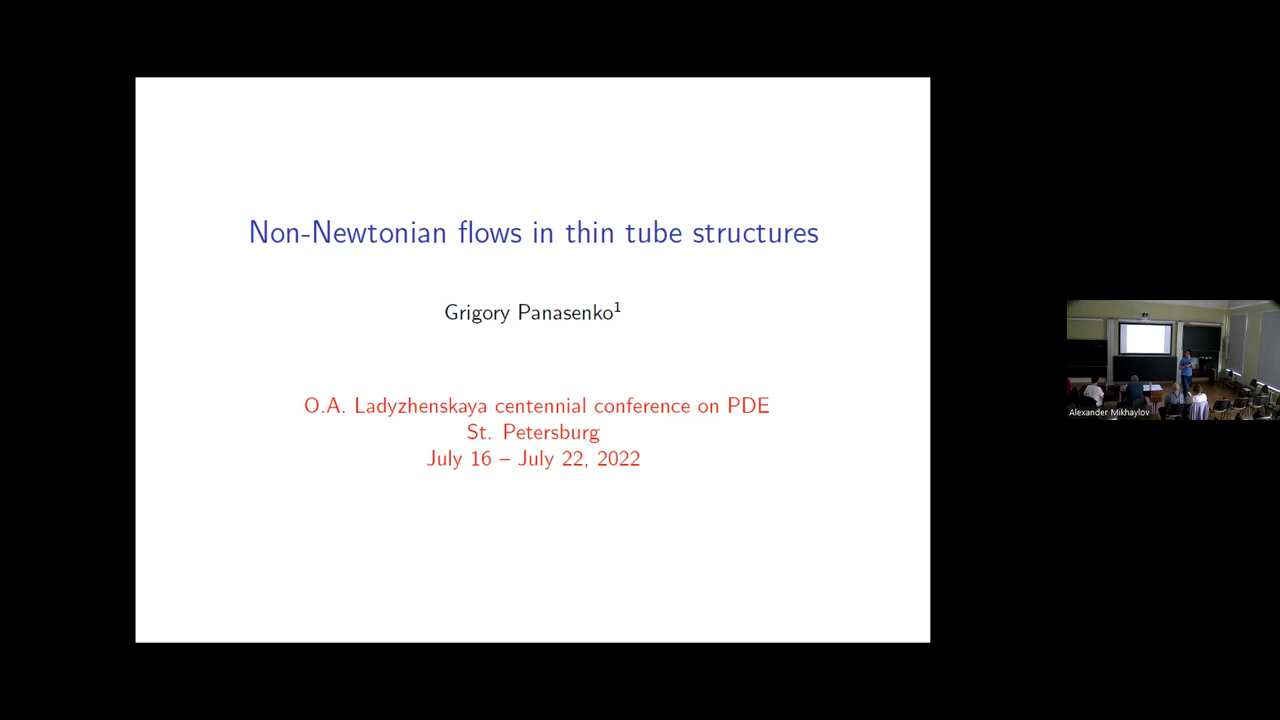 Non-Newtonian flows in thin tube structures
Grigory Panasenko¹
O.A. Ladyzhenskaya centennial conference on PDE
St. Petersburg
July 16 – July 22, 2022
Alexander Mikhaylov